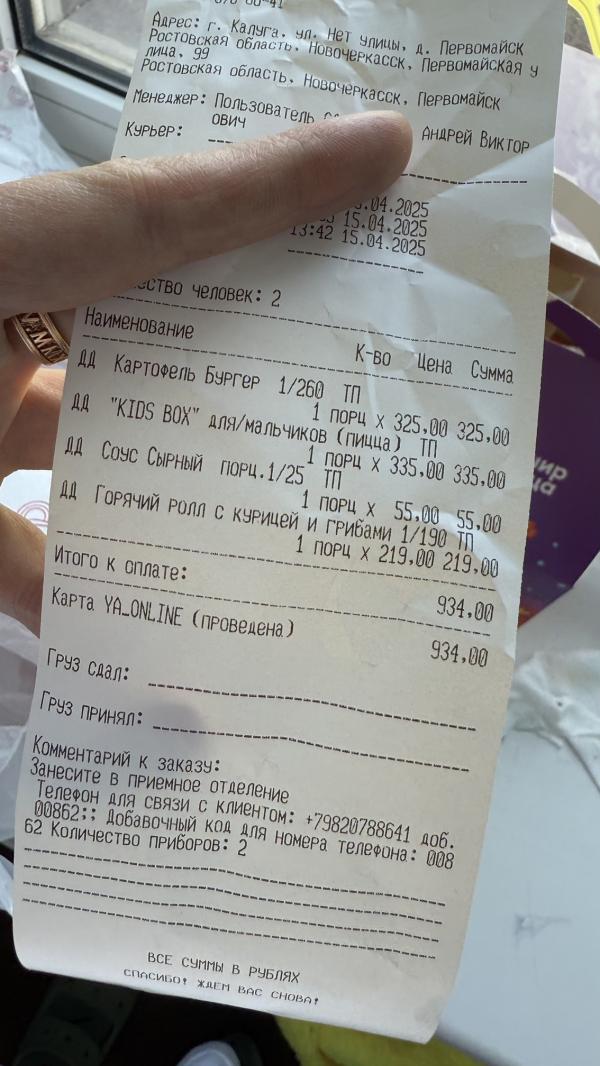 Адрес: г. Калуга, ул. Нет улицы, д. Первомайск
Ростовская область, Новочеркасск, Первомайская у
лица, 99
Ростовская область, Новочеркасск, Первомайск
Менеджер: Пользователь
ович Андрей Виктор
Курьер:
.04.2025
15.04.2025
13:42 15.04.2025
ество человек: 2
Наименование К-во Цена Сумма
ДД Картофель Бургер 1/260 ТП
1 порц X 325,00 325,00
ДД "KIDS BOX" для/мальчиков (пицца) ТП
1 порц X 335,00 335,00
ДД Соус Сырный порц.1/25 ТП
1 порц X 55,00 55,00
ДД Горячий ролл с курицей и грибами 1/190 ТП
1 порц X 219,00 219,00
Итого к оплате:
934,00
Карта YA_ONLINE (проведена)
934,00
Груз сдал:
Груз принял:
Комментарий к заказу:
Занесите в приемное отделение
Телефон для связи с клиентом: +79820788641 доб.
00862;; Добавочный код для номера телефона: 008
62 Количество приборов: 2
ВСЕ СУММЫ В РУБЛЯХ
СПАСИБО! ЖДЕМ ВАС СНОВА!